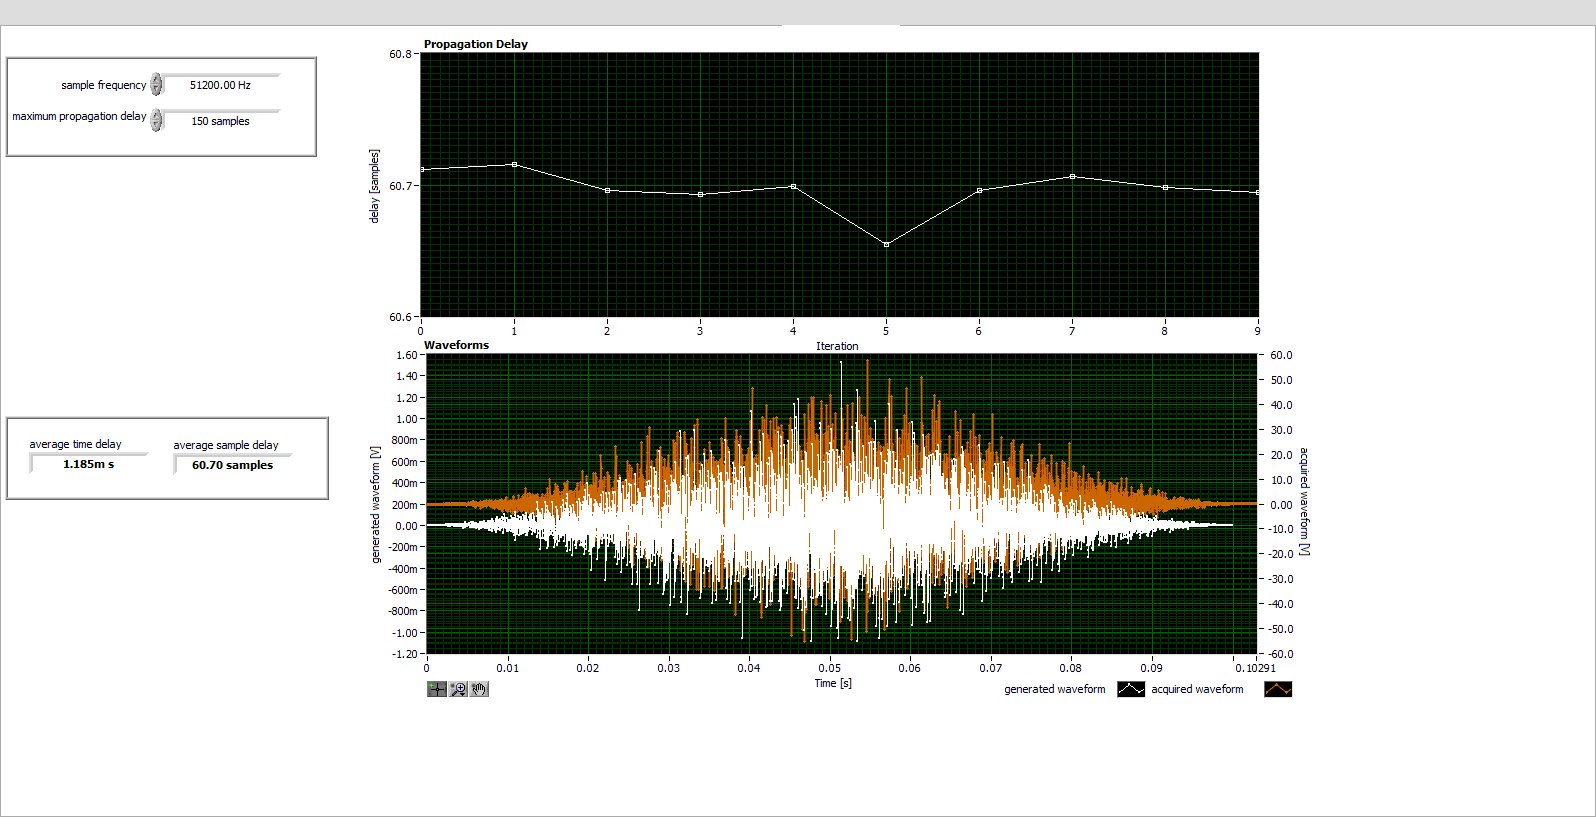 sample frequency
51200.00 Hz
maximum propagation delay
150 samples
average time delay
1.185m s
average sample delay
60.70 samples
Propagation Delay
delay [samples]
60.8
60.7
60.6
0 1 2 3 4 5 6 7 8 9
Iteration
Waveforms
generated waveform [V]
1.60
1.40
1.20
1.00
800m
600m
400m
200m
0.00
-200m
-400m
-600m
-800m
-1.00
-1.20
60.0
50.0
40.0
30.0
20.0
10.0
0.00
-10.0
-20.0
-30.0
-40.0
-50.0
-60.0
acquired waveform [V]
0 0.01 0.02 0.03 0.04 0.05 0.06 0.07 0.08 0.09 0.10291
Time [s]
generated waveform
acquired waveform